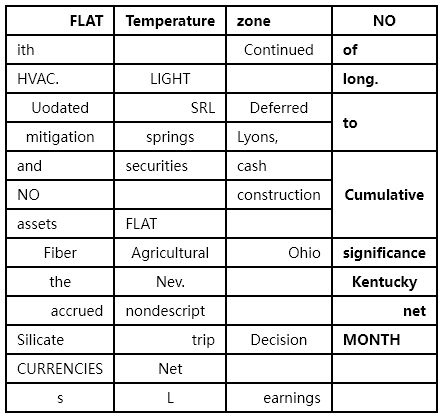 FLAT Temperature zone NO
ith Continued of
HVAC. LIGHT long.
Uodated SRL Deferred to
mitigation springs Lyons,
and securities cash Cumulative
NO construction
assets FLAT
Fiber Agricultural Ohio significance
the Nev. Kentucky
accrued nondescript net
Silicate trip Decision MONTH
CURRENCIES Net
s L earnings